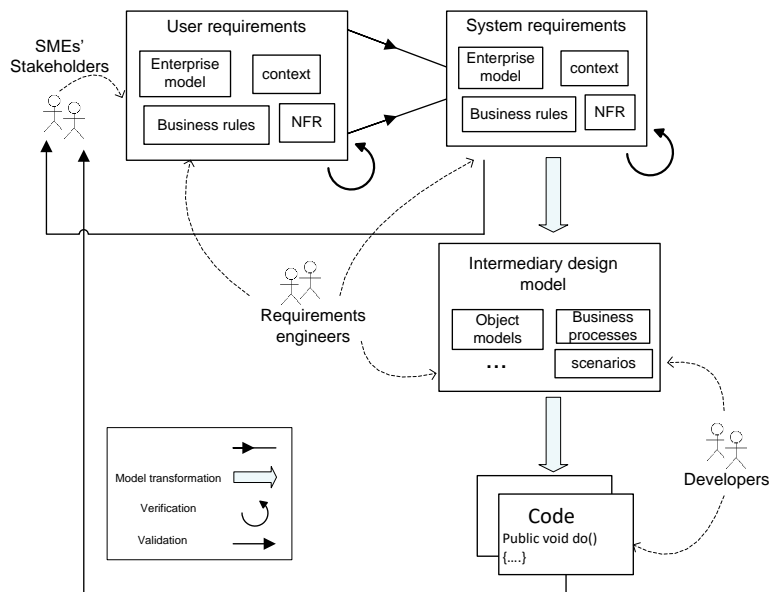 SMEs'
Stakeholders
User requirements
Enterprise
model
context
Business rules
NFR
System requirements
Enterprise
model
context
Business rules
NFR
Requirements
engineers
Intermediary design
model
Object
models
Business
processes
...
scenarios
Developers
Code
Public void do()
{....}
Model transformation
Verification
Validation